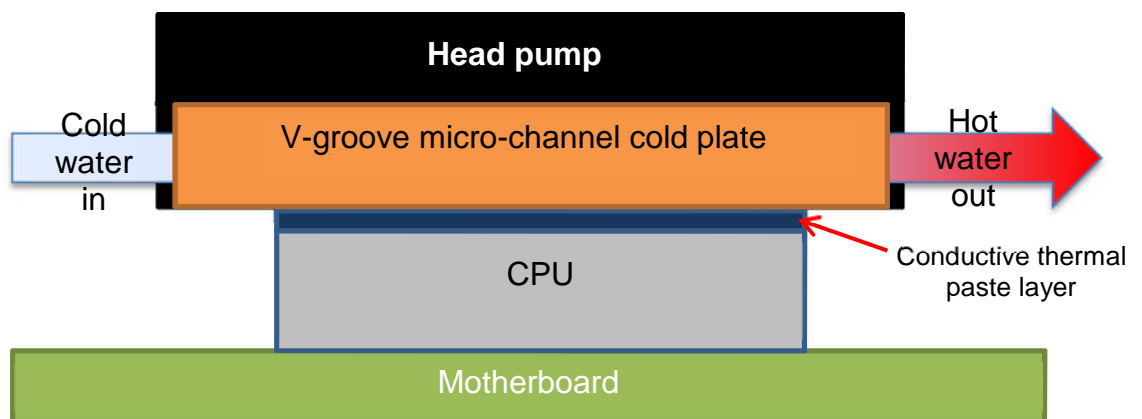 Head pump
Cold
water
in
V-groove micro-channel cold plate
Hot
water
out
Conductive thermal
paste layer
CPU
Motherboard